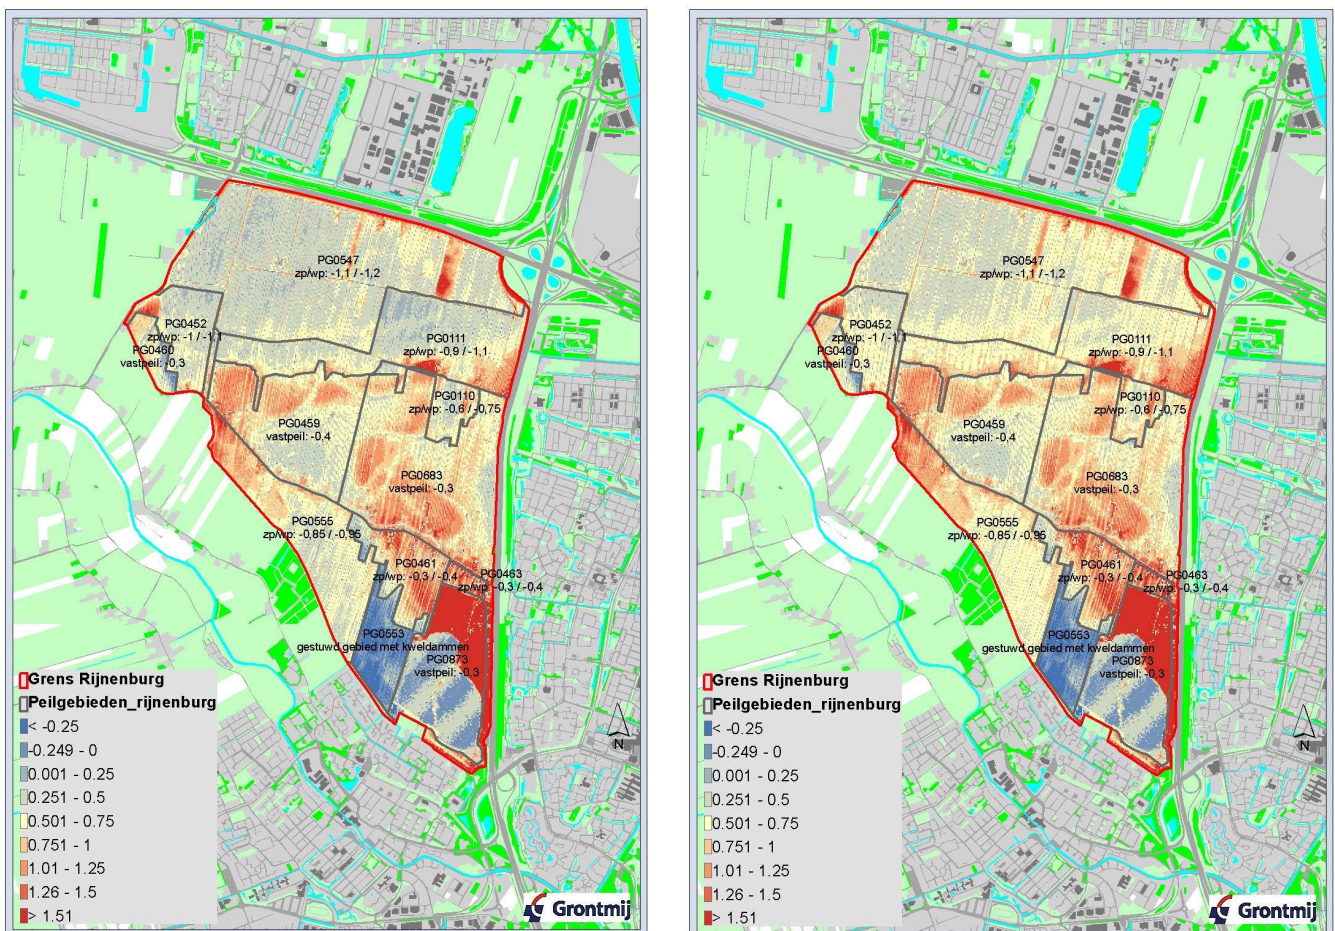 PG0547
zp/wp: -1,1 / -1,2
PG0452
zp/wp: -1 / -1,1
PG0460
vastpeil: -0,3
PG0111
zp/wp: -0,9 / -1,1
PG0110
zp/wp: -0,6 / -0,75
PG0459
vastpeil: -0,4
PG0683
vastpeil: -0,3
PG0555
zp/wp: -0,85 / -0,95
PG0461
zp/wp: -0,3 / -0,4
PG0463
zp/wp: -0,3 / -0,4
PG0553
gestuwd gebied met kweldammen
PG0873
vastpeil: -0,3
Grens Rijnenburg
Peilgebieden_rijnenburg
< -0.25
-0.249 - 0
0.001 - 0.25
0.251 - 0.5
0.501 - 0.75
0.751 - 1
1.01 - 1.25
1.26 - 1.5
> 1.51
N
Grontmij
PG0547
zp/wp: -1,1 / -1,2
PG0452
zp/wp: -1 / -1,1
PG0460
vastpeil: -0,3
PG0111
zp/wp: -0,9 / -1,1
PG0110
zp/wp: -0,6 / -0,75
PG0459
vastpeil: -0,4
PG0683
vastpeil: -0,3
PG0555
zp/wp: -0,85 / -0,95
PG0461
zp/wp: -0,3 / -0,4
PG0463
zp/wp: -0,3 / -0,4
PG0553
gestuwd gebied met kweldammen
PG0873
vastpeil: -0,3
Grens Rijnenburg
Peilgebieden_rijnenburg
< -0.25
-0.249 - 0
0.001 - 0.25
0.251 - 0.5
0.501 - 0.75
0.751 - 1
1.01 - 1.25
1.26 - 1.5
> 1.51
N
Grontmij